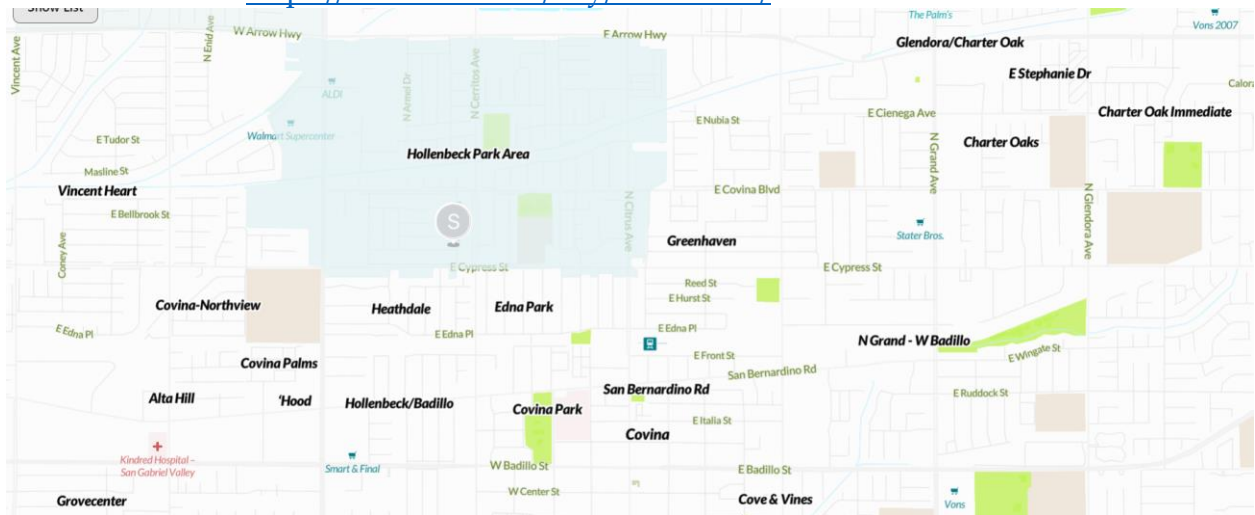 Show List
The Palm's
Vons 2007
Vincent Ave
N Enid Ave
W Arrow Hwy
E Arrow Hwy
Glendora/Charter Oak
E Stephanie Dr
ALDI
N Armel Dr
N Cerritos Ave
Charter Oak Immediate
E Cienega Ave
E Nubia St
E Tudor St
Walmart Supercenter
Charter Oaks
N Grand Ave
Hollenbeck Park Area
Masline St
Vincent Heart
E Covina Blvd
N Glendora Ave
E Bellbrook St
S
N Citrus Ave
Stater Bros.
Coney Ave
Greenhaven
E Cypress St
E Cypress St
Reed St
E Hurst St
Covina-Northview
Heathdale
Edna Park
E Edna Pl
E Edna Pl
E Edna Pl
N Grand - W Badillo
E Front St
E Wingate St
Covina Palms
San Bernardino Rd
San Bernardino Rd
E Ruddock St
Alta Hill
'Hood
Hollenbeck/Badillo
Covina Park
E Italia St
Covina
Kindred Hospital –
San Gabriel Valley
Smart & Final
W Badillo St
E Badillo St
W Center St
Grovecenter
Cove & Vines
Vons